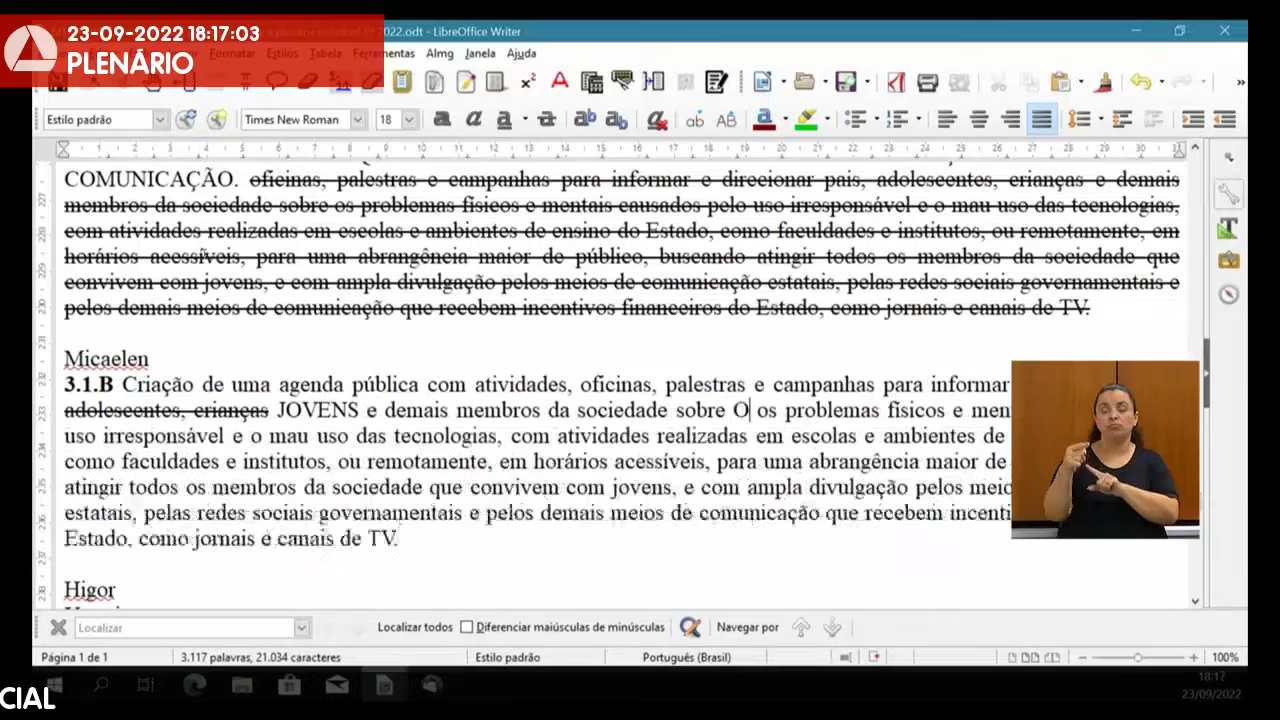 23-09-2022 18:17:03
PLENÁRIO
2022.odt - LibreOffice Writer
Formatar Estilos Tabela Ferramentas AImg Janela Ajuda
Estilo padrão Times New Roman 18
COMUNICAÇÃO. oficinas, palestras e campanhas para informar e direcionar pais, adolescentes, crianças e demais
membros da sociedade sobre os problemas físicos e mentais causados pelo uso irresponsável e o mau uso das tecnologias,
com atividades realizadas em escolas e ambientes de ensino do Estado, como faculdades e institutos, ou remotamente, em
horários acessíveis, para uma abrangência maior de público, buscando atingir todos os membros da sociedade que
convivem com jovens, e com ampla divulgação pelos meios de comunicação estatais, pelas redes sociais governamentais e
pelos demais meios de comunicação que recebem incentivos financeiros do Estado, como jornais e canais de TV.
Micaelen
3.1.B Criação de uma agenda pública com atividades, oficinas, palestras e campanhas para informar
adolescentes, crianças JOVENS e demais membros da sociedade sobre O os problemas físicos e men
uso irresponsável e o mau uso das tecnologias, com atividades realizadas em escolas e ambientes de
como faculdades e institutos, ou remotamente, em horários acessíveis, para uma abrangência maior de
atingir todos os membros da sociedade que convivem com jovens, e com ampla divulgação pelos meio
estatais, pelas redes sociais governamentais e pelos demais meios de comunicação que recebem incenti
Estado, como jornais e canais de TV.
Higor
Localizar Localizar todos Diferenciar maiúsculas de minúsculas Navegar por
Página 1 de 1 3.117 palavras, 21.034 caracteres Estilo padrão Português (Brasil) 100%
18:17
23/09/2022
CIAL